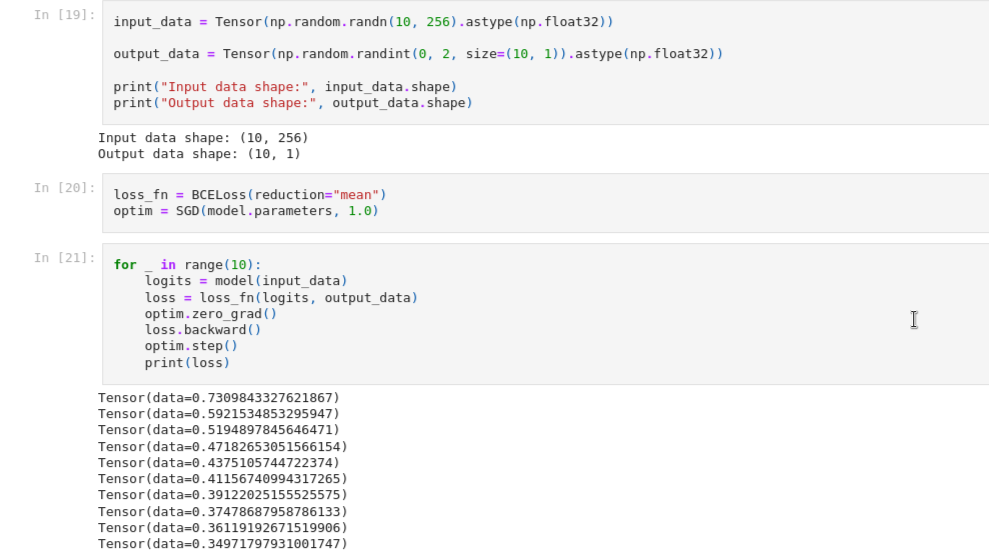 In [19]:
input_data = Tensor(np.random.randn(10, 256).astype(np.float32))
output_data = Tensor(np.random.randint(0, 2, size=(10, 1)).astype(np.float32))
print("Input data shape:", input_data.shape)
print("Output data shape:", output_data.shape)
Input data shape: (10, 256)
Output data shape: (10, 1)
In [20]:
loss_fn = BCELoss(reduction="mean")
optim = SGD(model.parameters, 1.0)
In [21]:
for _ in range(10):
    logits = model(input_data)
    loss = loss_fn(logits, output_data)
    optim.zero_grad()
    loss.backward()
    optim.step()
    print(loss)
Tensor(data=0.7309843327621867)
Tensor(data=0.5921534853295947)
Tensor(data=0.5194897845646471)
Tensor(data=0.47182653051566154)
Tensor(data=0.4375105744722374)
Tensor(data=0.41156740994317265)
Tensor(data=0.39122025155525575)
Tensor(data=0.37478687958786133)
Tensor(data=0.36119192671519906)
Tensor(data=0.34971797931001747)